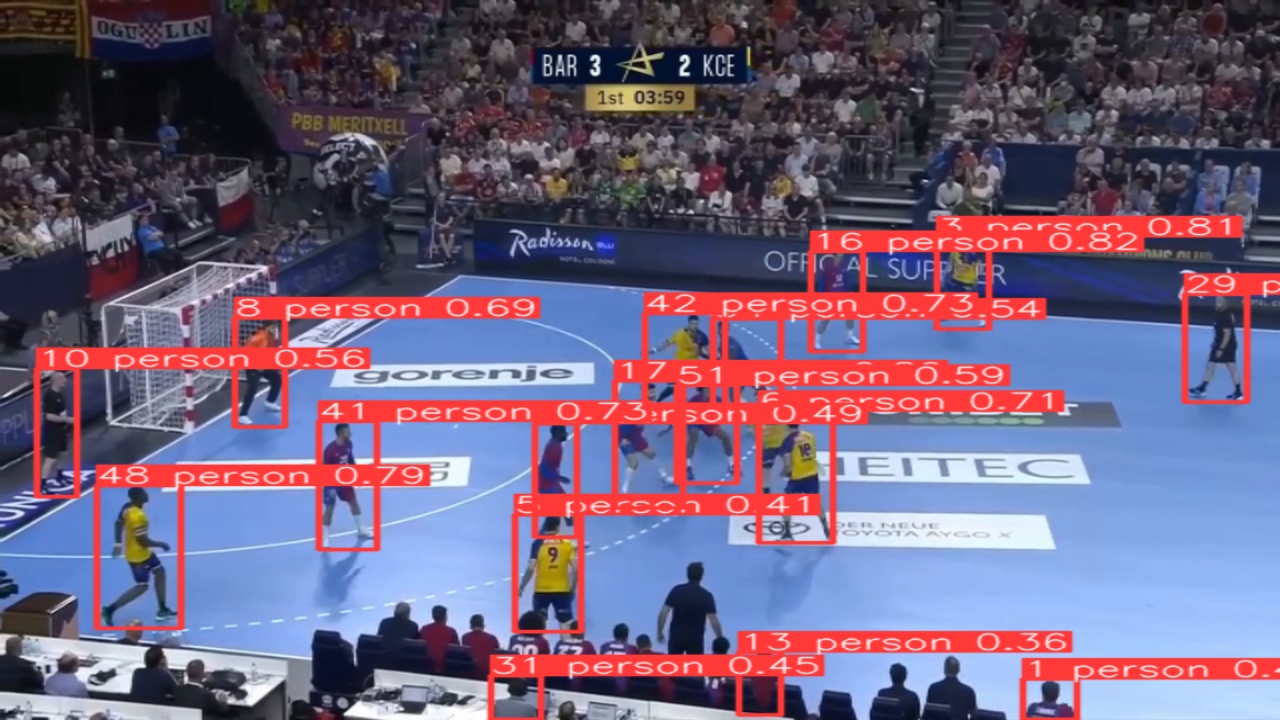 OGULIN
BAR 3 2 KCE
1st 03:59
PBB MERITXELL
SELECT
Radisson BLU
HOTEL, COLOGNE
OFFICIAL SUPPLIER
3 person 0.81
16 person 0.82
29 p
8 person 0.69
42 person 0.73
.54
10 person 0.56
gorenje
17
51 person 0.59
41 person 0.73
6 person 0.71
0.49
48 person 0.79
HEITEC
18
5 person 0.41
DER NEUE
TOYOTA AYGO X
9
13 person 0.36
31 person 0.45
1 person 0.4